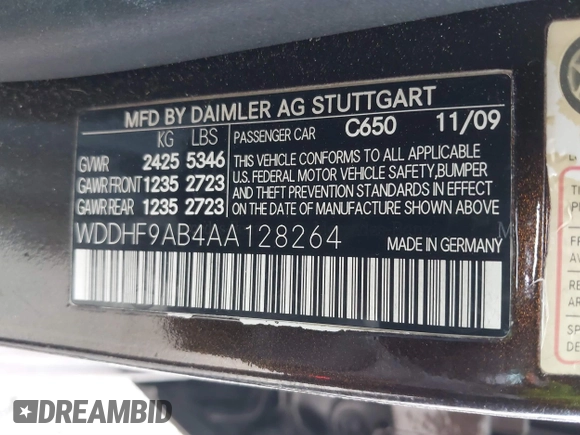 MFD BY DAIMLER AG STUTTGART
KG LBS
PASSENGER CAR C650 11/09
GVWR 2425 5346
GAWR FRONT 1235 2723
GAWR REAR 1235 2723
THIS VEHICLE CONFORMS TO ALL APPLICABLE
U.S. FEDERAL MOTOR VEHICLE SAFETY, BUMPER
AND THEFT PREVENTION STANDARDS IN EFFECT
ON THE DATE OF MANUFACTURE SHOWN ABOVE
WDDHF9AB4AA128264
MADE IN GERMANY
DREAMBID